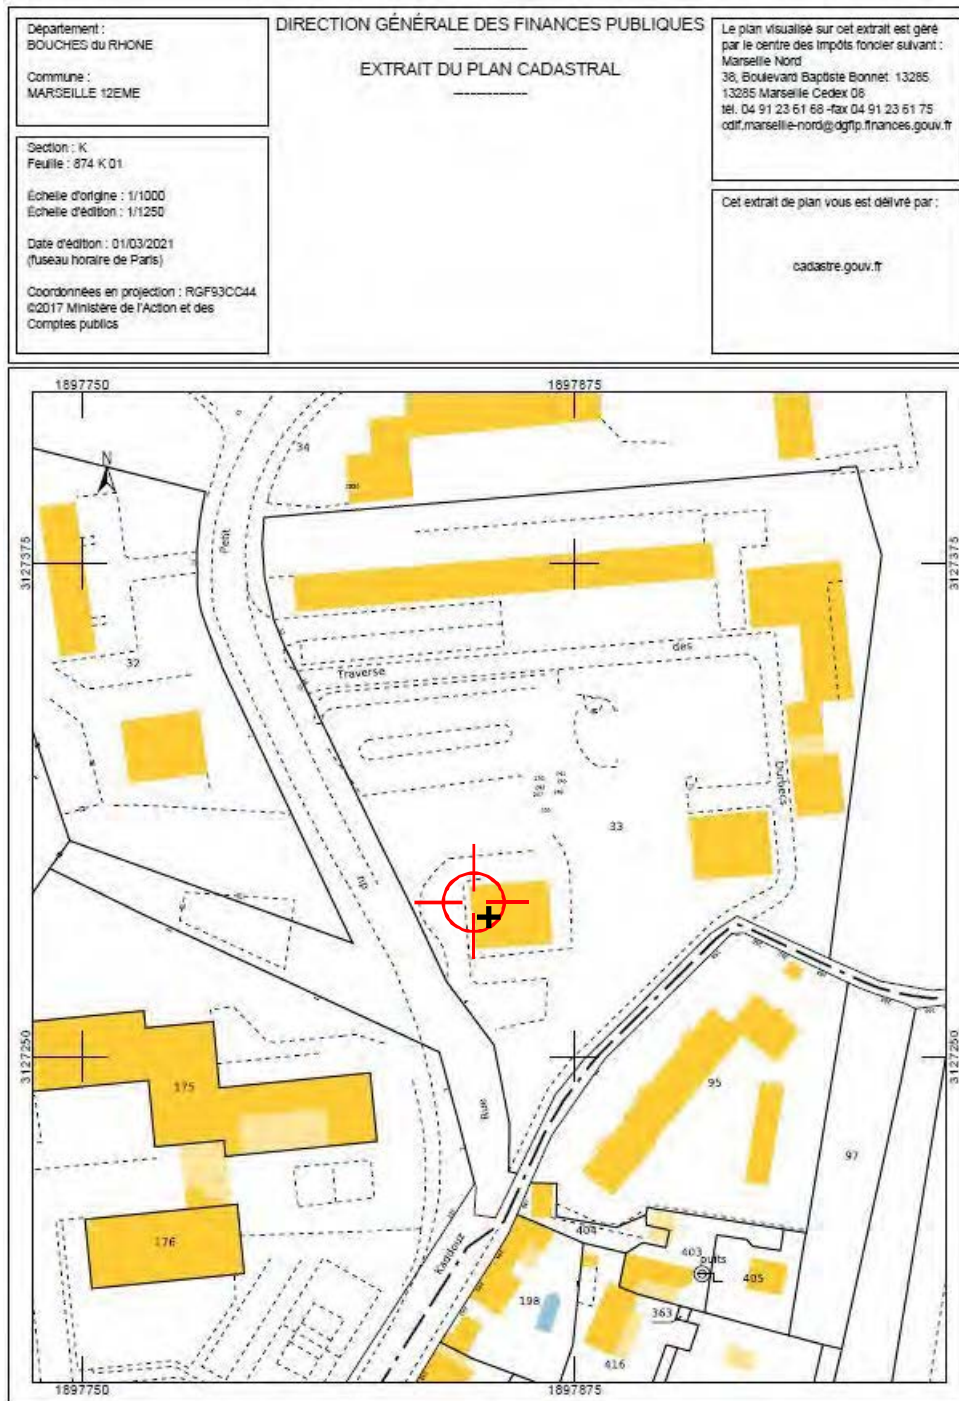 Département :
BOUCHES du RHONE
Commune :
MARSEILLE 12EME
Section : K
Feuille : 874 K 01
Échelle d'origine : 1/1000
Échelle d'édition : 1/1250
Date d'édition : 01/03/2021
(fuseau horaire de Paris)
Coordonnées en projection : RGF93CC44
©2017 Ministère de l'Action et des
Comptes publics
DIRECTION GÉNÉRALE DES FINANCES PUBLIQUES
EXTRAIT DU PLAN CADASTRAL
Le plan visualisé sur cet extrait est géré
par le centre des impôts foncier suivant :
Marseille Nord
38, Boulevard Baptiste Bonnet 13285
13285 Marseille Cedex 08
tél. 04 91 23 61 68 -fax 04 91 23 61 75
cdif.marseille-nord@dgfip.finances.gouv.fr
Cet extrait de plan vous est délivré par :
cadastre.gouv.fr
1897750
1897875
34
N
Petit
3127375
3127375
32
des
Traverse
Durbecs
33
np
3127250
3127250
175
95
Rue
97
176
Kaddouz
404
403
puits
405
198
363
416
1897750
1897875